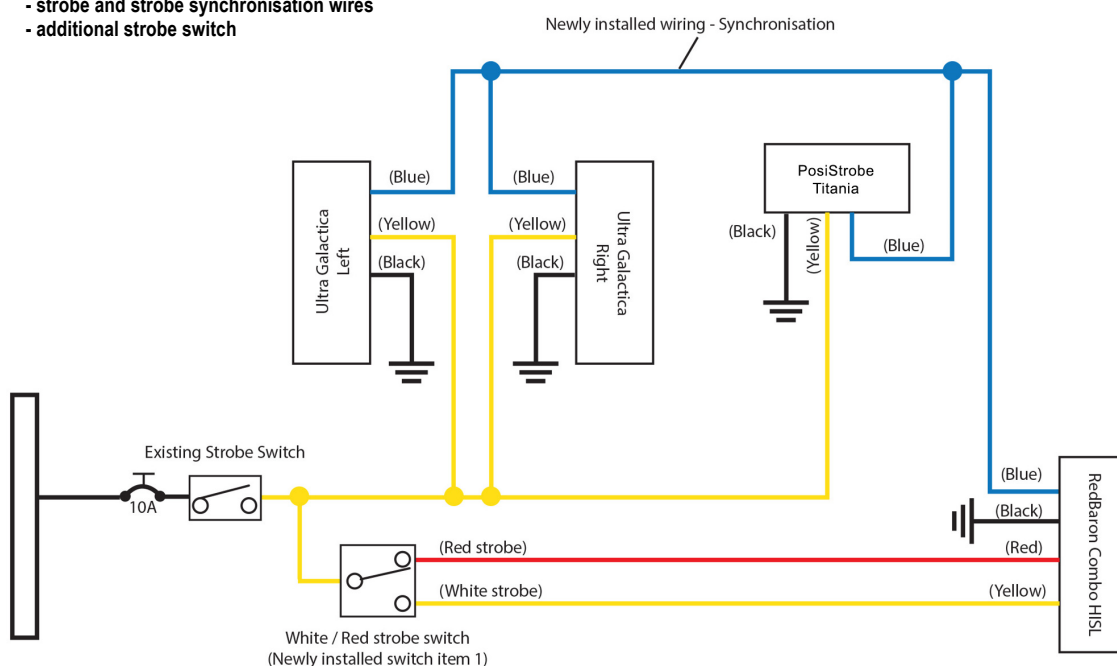 - strobe and strobe synchronisation wires
- additional strobe switch
Newly installed wiring - Synchronisation
(Blue)
(Blue)
PosiStrobe
Titania
(Yellow)
(Yellow)
(Black)
(Yellow)
(Blue)
(Black)
(Black)
Ultra Galactica
Left
Ultra Galactica
Right
Existing Strobe Switch
10A
(Blue)
(Black)
(Red strobe)
(Red)
(White strobe)
(Yellow)
RedBaron Combo HISL
White / Red strobe switch
(Newly installed switch item 1)